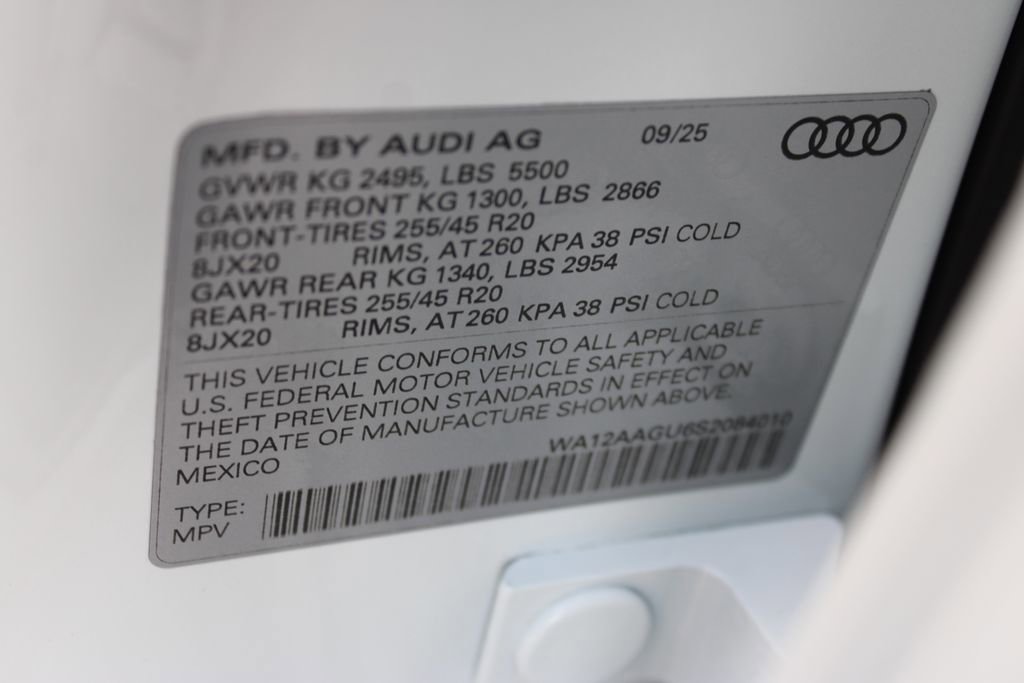 MFD. BY AUDI AG 09/25
GVWR KG 2495, LBS 5500
GAWR FRONT KG 1300, LBS 2866
FRONT-TIRES 255/45 R20
8JX20 RIMS, AT 260 KPA 38 PSI COLD
GAWR REAR KG 1340, LBS 2954
REAR-TIRES 255/45 R20
8JX20 RIMS, AT 260 KPA 38 PSI COLD
THIS VEHICLE CONFORMS TO ALL APPLICABLE
U.S. FEDERAL MOTOR VEHICLE SAFETY AND
THEFT PREVENTION STANDARDS IN EFFECT ON
THE DATE OF MANUFACTURE SHOWN ABOVE.
MEXICO WA12AAGU6S2084010
TYPE:
MPV